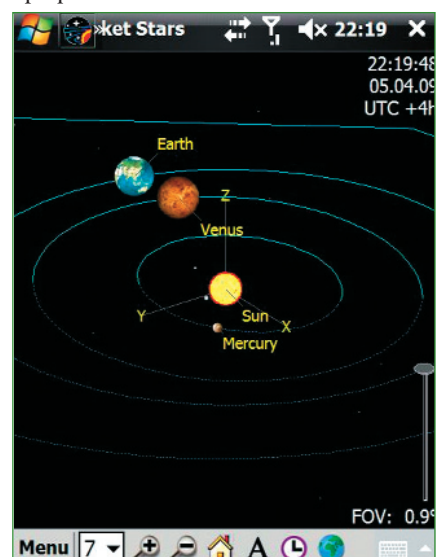 »ket Stars 22:19
22:19:48
05.04.09
UTC +4h
Earth
Z
Venus
Y
Sun
X
Mercury
FOV: 0.9°
Menu 7 A